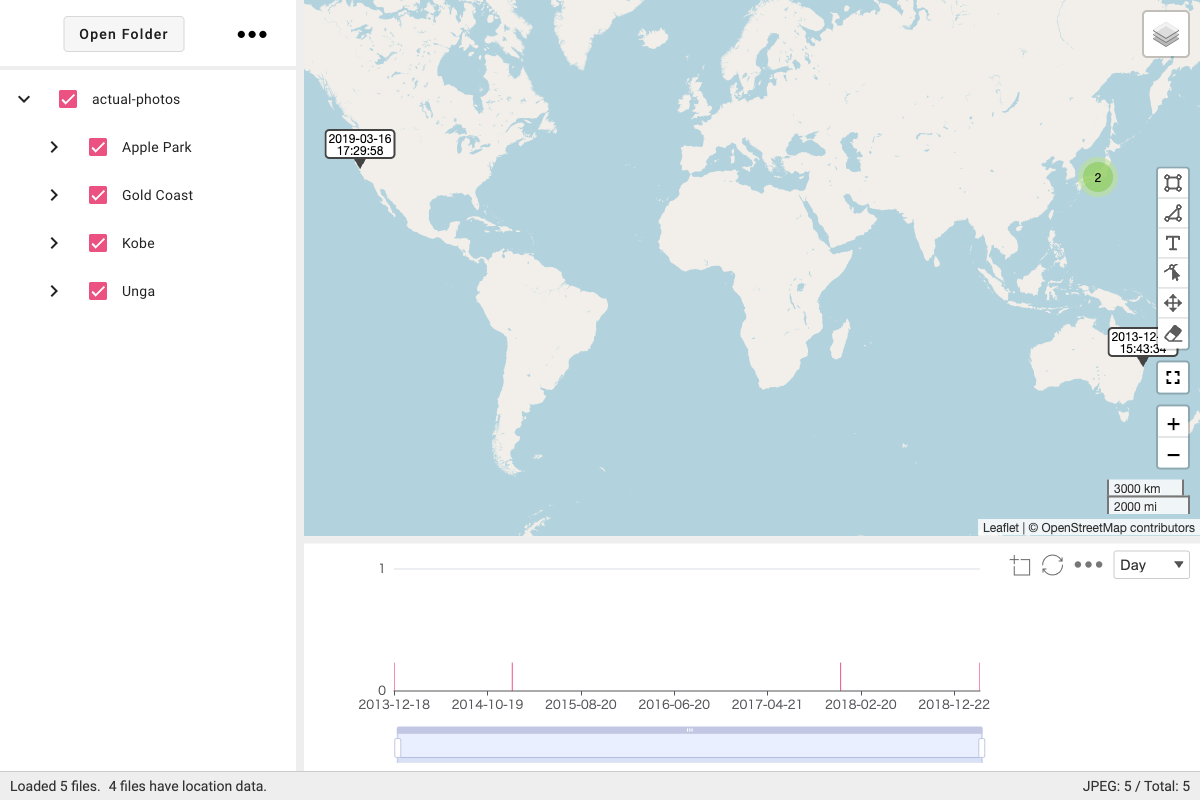 Open Folder
actual-photos
Apple Park
Gold Coast
Kobe
Unga
2019-03-16
17:29:58
2
T
2013-12-
15:43:34
+
−
3000 km
2000 mi
Leaflet | © OpenStreetMap contributors
Day
1
0
2013-12-18 2014-10-19 2015-08-20 2016-06-20 2017-04-21 2018-02-20 2018-12-22
Loaded 5 files. 4 files have location data.
JPEG: 5 / Total: 5